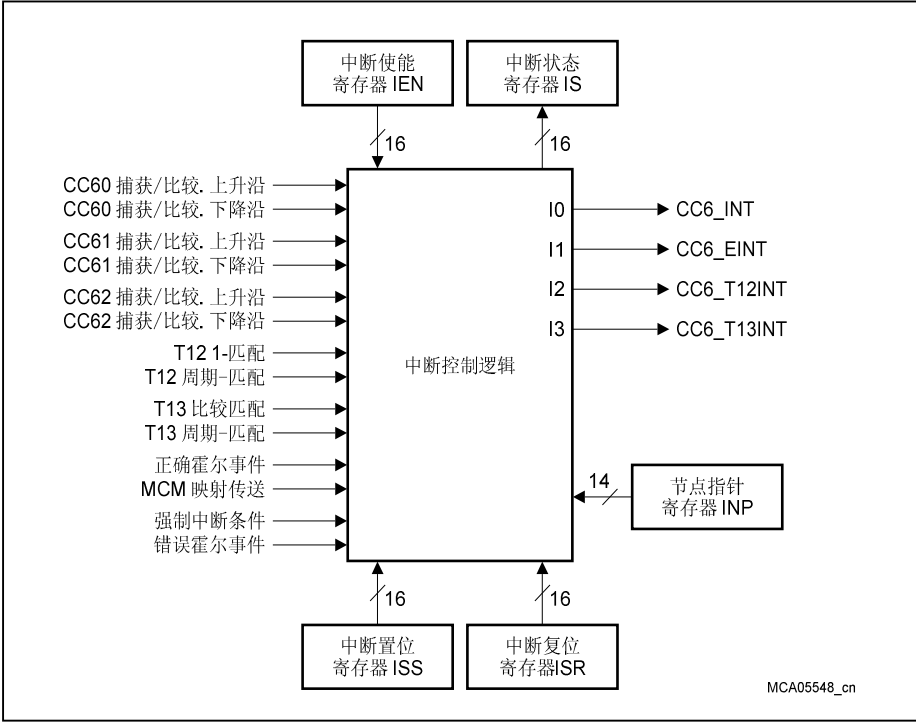 中断使能
寄存器 IEN
中断状态
寄存器 IS
16
16
CC60 捕获/比较. 上升沿
CC60 捕获/比较. 下降沿
CC61 捕获/比较. 上升沿
CC61 捕获/比较. 下降沿
CC62 捕获/比较. 上升沿
CC62 捕获/比较. 下降沿
T12 1-匹配
T12 周期-匹配
T13 比较匹配
T13 周期-匹配
正确霍尔事件
MCM 映射传送
强制中断条件
错误霍尔事件
中断控制逻辑
I0
CC6_INT
I1
CC6_EINT
I2
CC6_T12INT
I3
CC6_T13INT
14
节点指针
寄存器 INP
16
16
中断置位
寄存器 ISS
中断复位
寄存器ISR
MCA05548_cn